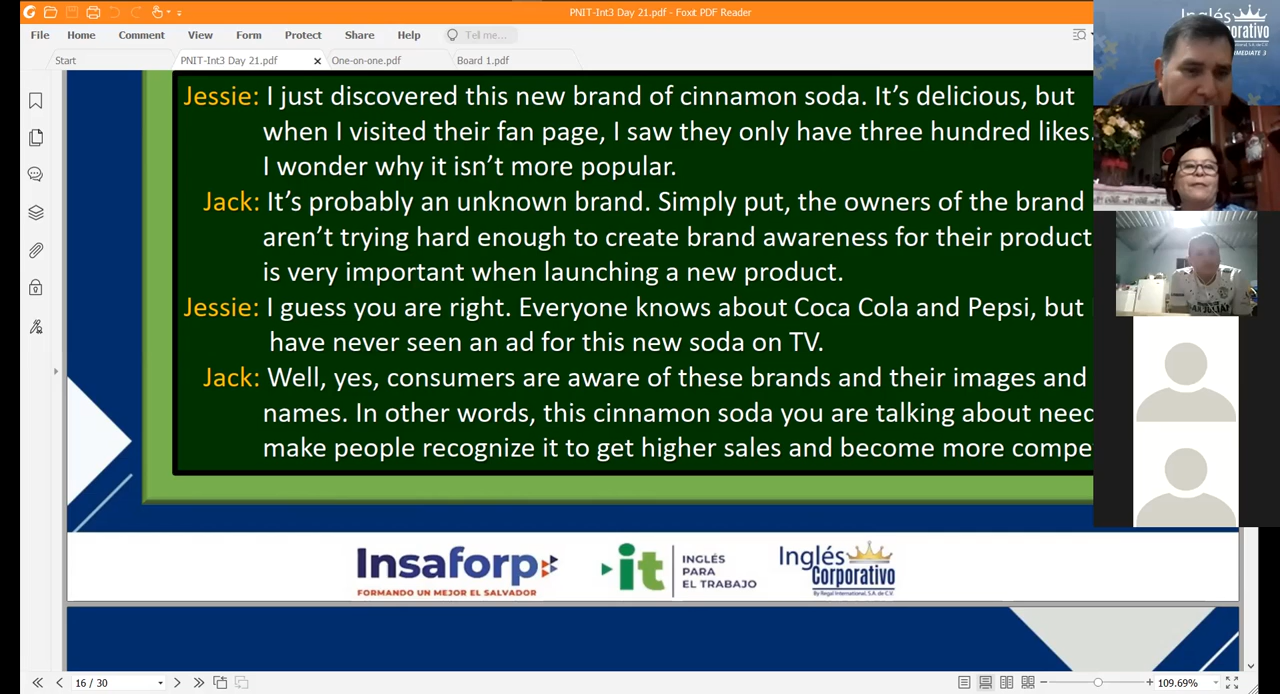 PNIT-Int3 Day 21.pdf - Foxit PDF Reader
File Home Comment View Form Protect Share Help Tell me...
Start PNIT-Int3 Day 21.pdf One-on-one.pdf Board 1.pdf
Jessie: I just discovered this new brand of cinnamon soda. It's delicious, but
when I visited their fan page, I saw they only have three hundred likes.
I wonder why it isn't more popular.
Jack: It's probably an unknown brand. Simply put, the owners of the brand
aren't trying hard enough to create brand awareness for their product
is very important when launching a new product.
Jessie: I guess you are right. Everyone knows about Coca Cola and Pepsi, but
have never seen an ad for this new soda on TV.
Jack: Well, yes, consumers are aware of these brands and their images and
names. In other words, this cinnamon soda you are talking about need
make people recognize it to get higher sales and become more compe
Insaforp
FORMANDO UN MEJOR EL SALVADOR
it INGLÉS
PARA
EL TRABAJO
Inglés
Corporativo
By Regal International, S.A. de C.V.
16 / 30
109.69%
Inglés